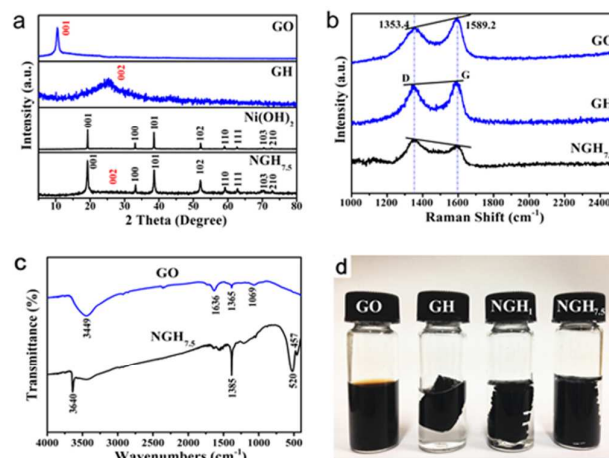 a
001
GO
002
GH
Ni(OH)2
001
100
101
102
110
111
103
210
NGH7.5
001
002
100
101
102
110
111
103
210
Intensity (a.u.)
10 20 30 40 50 60 70 80
2 Theta (Degree)
b
1353.4
1589.2
GO
D
G
GH
NGH7.
Intensity (a.u.)
1000 1200 1400 1600 1800 2000 2200 2400
Raman Shift (cm-1)
c
GO
3449
1636
1365
1069
NGH7.5
3640
1385
520
457
Transmittance (%)
4000 3500 3000 2500 2000 1500 1000 500
Wavenumbers (cm-1)
d
GO
GH
NGH1
NGH7.5